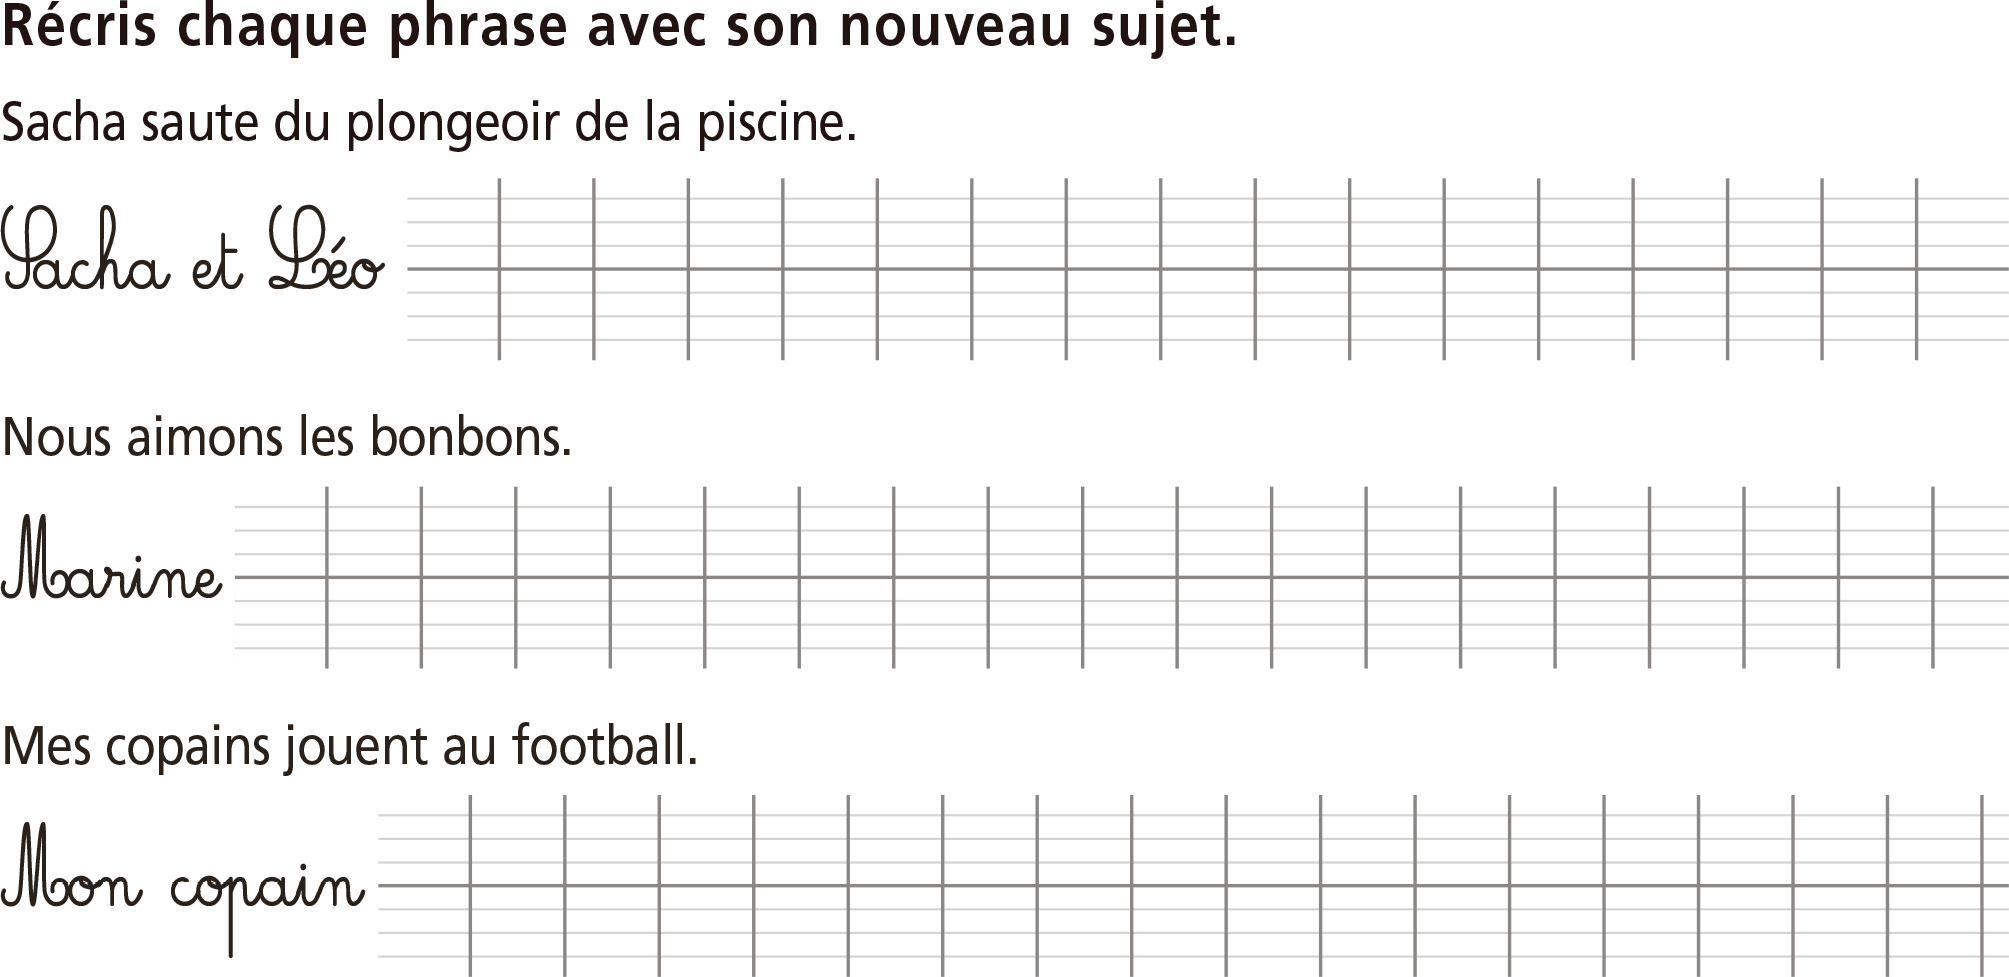 Récris chaque phrase avec son nouveau sujet.
Sacha saute du plongeoir de la piscine.
Sacha et Léo
Nous aimons les bonbons.
Marine
Mes copains jouent au football.
Mon copain